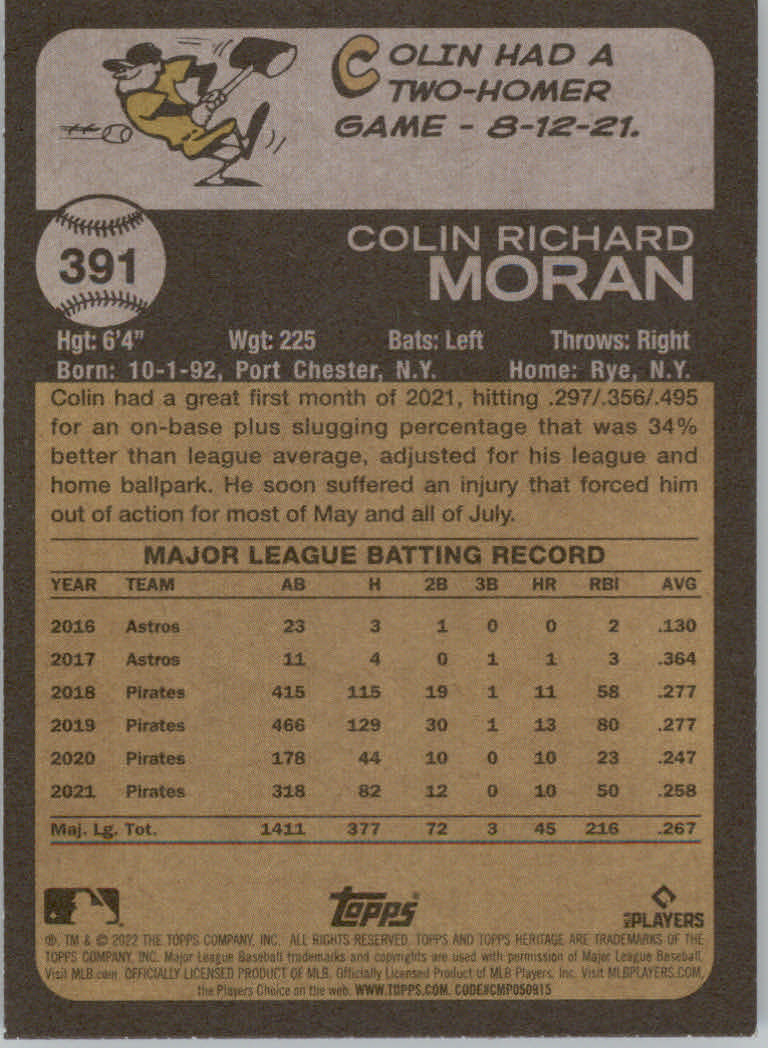 COLIN HAD A
TWO-HOMER
GAME - 8-12-21.
391
COLIN RICHARD
MORAN
Hgt: 6'4" Wgt: 225 Bats: Left Throws: Right
Born: 10-1-92, Port Chester, N.Y. Home: Rye, N.Y.
Colin had a great first month of 2021, hitting .297/.356/.495
for an on-base plus slugging percentage that was 34%
better than league average, adjusted for his league and
home ballpark. He soon suffered an injury that forced him
out of action for most of May and all of July.
MAJOR LEAGUE BATTING RECORD
YEAR TEAM AB H 2B 3B HR RBI AVG
2016 Astros 23 3 1 0 0 2 .130
2017 Astros 11 4 0 1 1 3 .364
2018 Pirates 415 115 19 1 11 58 .277
2019 Pirates 466 129 30 1 13 80 .277
2020 Pirates 178 44 10 0 10 23 .247
2021 Pirates 318 82 12 0 10 50 .258
Maj. Lg. Tot. 1411 377 72 3 45 216 .267
topps
PLAYERS
®, TM & © 2022 THE TOPPS COMPANY, INC. ALL RIGHTS RESERVED. TOPPS AND TOPPS HERITAGE ARE TRADEMARKS OF THE
TOPPS COMPANY, INC. Major League Baseball trademarks and copyrights are used with permission of Major League Baseball.
Visit MLB.com. OFFICIALLY LICENSED PRODUCT OF MLB. Officially Licensed Product of MLB Players, Inc. Visit MLBPLAYERS.COM,
the Players Choice on the web. WWW.TOPPS.COM. CODE#CMP050915